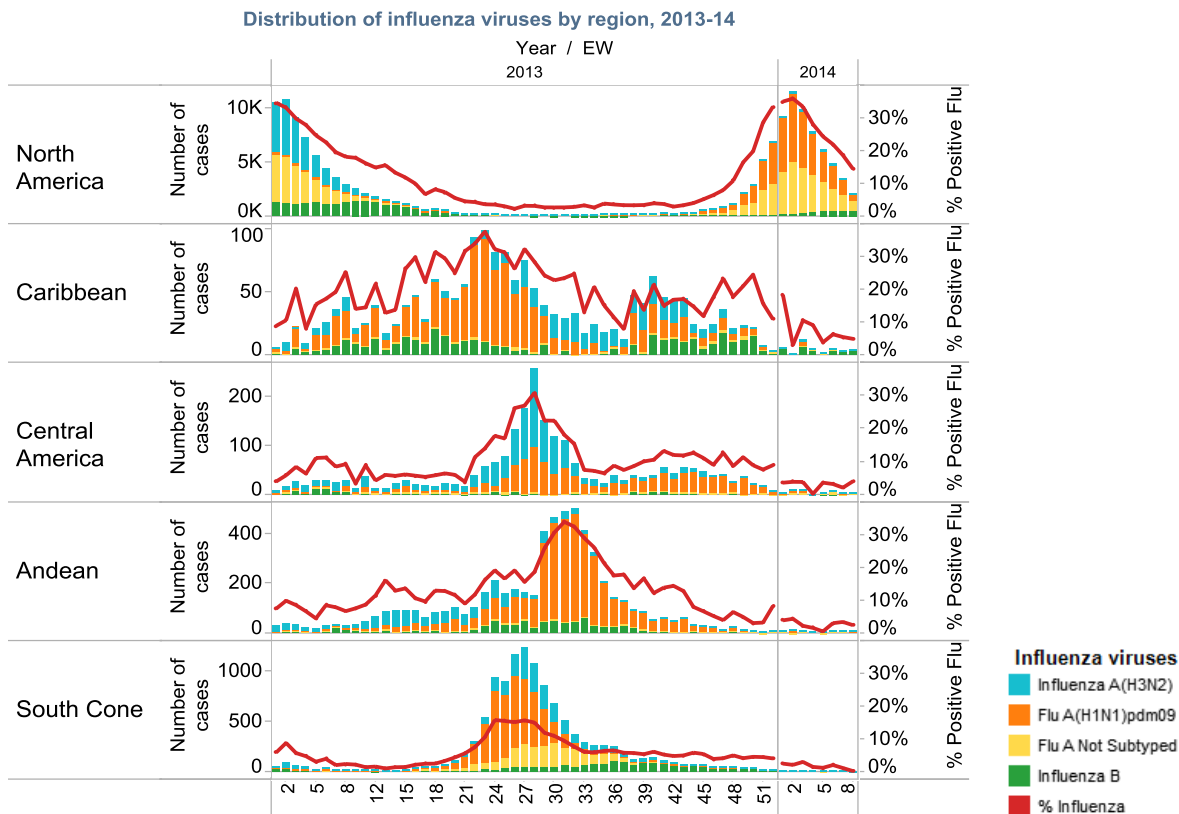 Distribution of influenza viruses by region, 2013-14
Year / EW
2013
2014
North
America
Number of
cases
10K
5K
0K
30%
20%
10%
0%
% Positive Flu
Caribbean
Number of
cases
100
50
0
30%
20%
10%
0%
% Positive Flu
Central
America
Number of
cases
200
100
0
30%
20%
10%
0%
% Positive Flu
Andean
Number of
cases
400
200
0
30%
20%
10%
0%
% Positive Flu
South Cone
Number of
cases
1000
500
0
30%
20%
10%
0%
% Positive Flu
2 5 8 12 15 18 21 24 27 30 33 36 39 42 45 48 51 2 5 8
Influenza viruses
Influenza A(H3N2)
Flu A(H1N1)pdm09
Flu A Not Subtyped
Influenza B
% Influenza